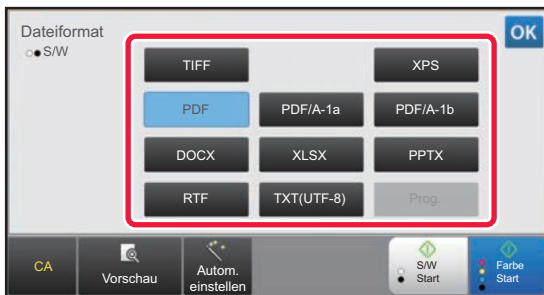 Dateiformat
S/W
OK
TIFF
XPS
PDF
PDF/A-1a
PDF/A-1b
DOCX
XLSX
PPTX
RTF
TXT(UTF-8)
Prog.
CA
Vorschau
Autom.
einstellen
S/W
Start
Farbe
Start